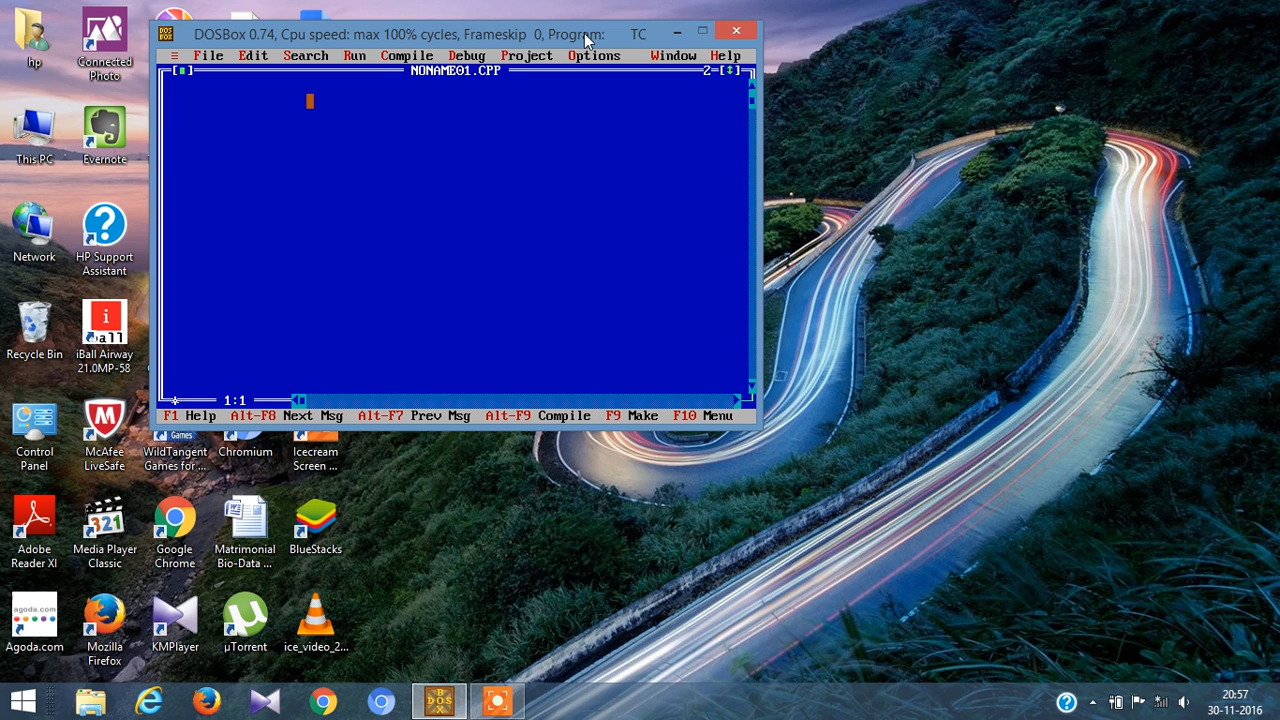 DOSBox 0.74, Cpu speed: max 100% cycles, Frameskip 0, Program: TC
≡ File Edit Search Run Compile Debug Project Options Window Help
NONAME01.CPP
2=[↕]
1:1
F1 Help Alt-F8 Next Msg Alt-F7 Prev Msg Alt-F9 Compile F9 Make F10 Menu
hp
Connected Photo
This PC
Evernote
Network
HP Support Assistant
Recycle Bin
iBall Airway 21.0MP-58
Control Panel
McAfee LiveSafe
Games
WildTangent Games for ...
Chromium
Icecream Screen ...
Adobe Reader XI
321
Media Player Classic
Google Chrome
Matrimonial Bio-Data ...
BlueStacks
agoda.com
Agoda.com
Mozilla Firefox
KMPlayer
µTorrent
ice_video_2...
20:57
30-11-2016